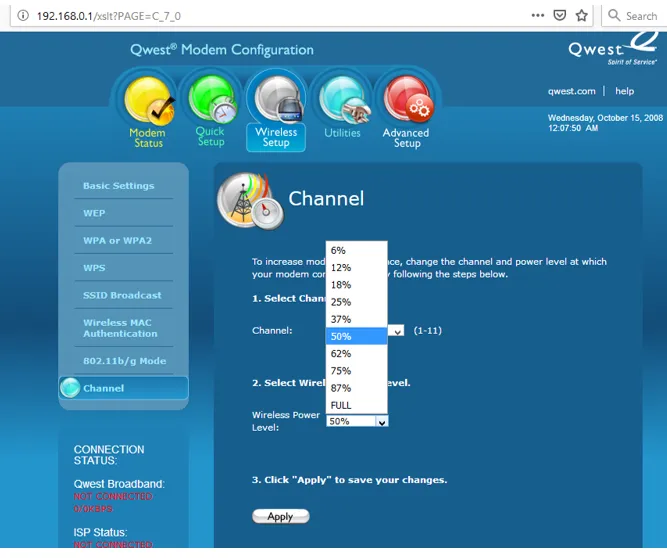 192.168.0.1/xslt?PAGE=C_7_0
Search
Qwest® Modem Configuration
Qwest
Spirit of Service®
qwest.com | help
Wednesday, October 15, 2008
12:07:50 AM
Modem Status
Quick Setup
Wireless Setup
Utilities
Advanced Setup
Basic Settings
WEP
WPA or WPA2
WPS
SSID Broadcast
Wireless MAC
Authentication
802.11b/g Mode
Channel
CONNECTION
STATUS:
Qwest Broadband:
NOT CONNECTED
0/0KBPS
ISP Status:
NOT CONNECTED
Channel
To increase mod ce, change the channel and power level at which
your modem co y following the steps below.
1. Select Chan
Channel: (1-11)
6%
12%
18%
25%
37%
50%
62%
75%
87%
FULL
2. Select Wirel evel.
Wireless Power
Level:
50%
3. Click "Apply" to save your changes.
Apply